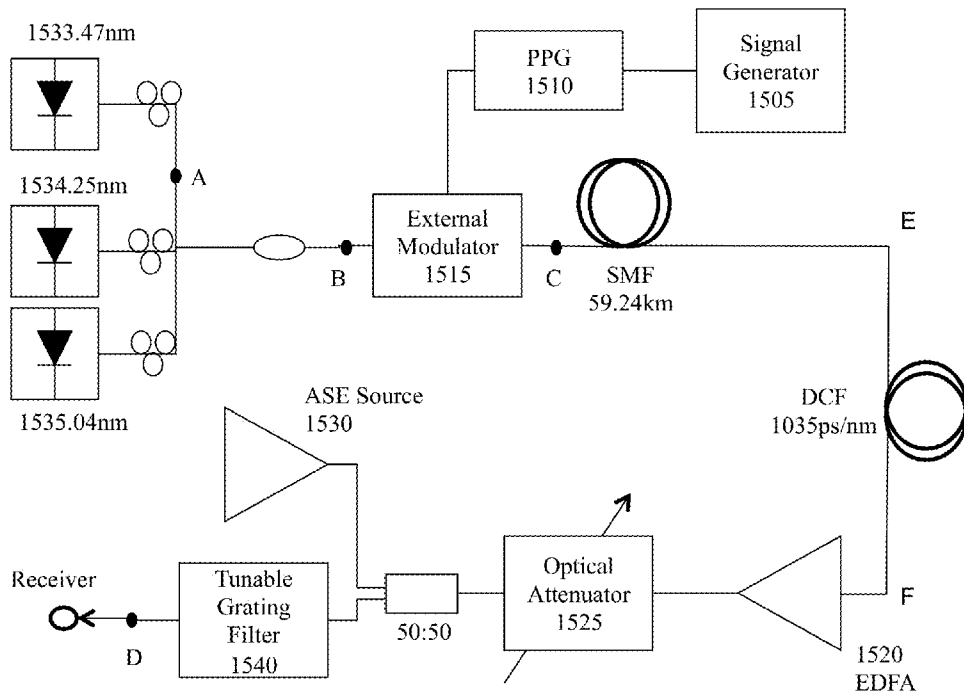 1533.47nm
PPG
1510
Signal
Generator
1505
A
1534.25nm
External
Modulator
1515
B
C
E
SMF
59.24km
1535.04nm
ASE Source
1530
DCF
1035ps/nm
Receiver
Tunable
Grating
Filter
1540
D
50:50
Optical
Attenuator
1525
F
1520
EDFA